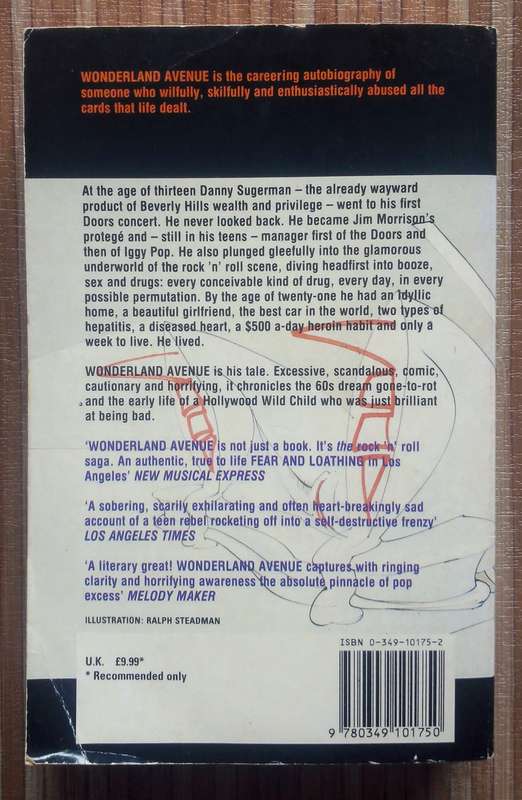 WONDERLAND AVENUE is the careering autobiography of
someone who wilfully, skilfully and enthusiastically abused all the
cards that life dealt.
At the age of thirteen Danny Sugerman – the already wayward
product of Beverly Hills wealth and privilege – went to his first
Doors concert. He never looked back. He became Jim Morrison's
protegé and – still in his teens – manager first of the Doors and
then of Iggy Pop. He also plunged gleefully into the glamorous
underworld of the rock 'n' roll scene, diving headfirst into booze,
sex and drugs: every conceivable kind of drug, every day, in every
possible permutation. By the age of twenty-one he had an idyllic
home, a beautiful girlfriend, the best car in the world, two types of
hepatitis, a diseased heart, a $500 a-day heroin habit and only a
week to live. He lived.
WONDERLAND AVENUE is his tale. Excessive, scandalous, comic,
cautionary and horrifying, it chronicles the 60s dream gone-to-rot
and the early life of a Hollywood Wild Child who was just brilliant
at being bad.
'WONDERLAND AVENUE is not just a book. It's the rock 'n' roll
saga. An authentic, true to life FEAR AND LOATHING in Los
Angeles' NEW MUSICAL EXPRESS
'A sobering, scarily exhilarating and often heart-breakingly sad
account of a teen rebel rocketing off into a self-destructive frenzy'
LOS ANGELES TIMES
'A literary great! WONDERLAND AVENUE captures with ringing
clarity and horrifying awareness the absolute pinnacle of pop
excess' MELODY MAKER
ILLUSTRATION: RALPH STEADMAN
ISBN 0-349-10175-2
U.K. £9.99*
* Recommended only
9 780349 101750